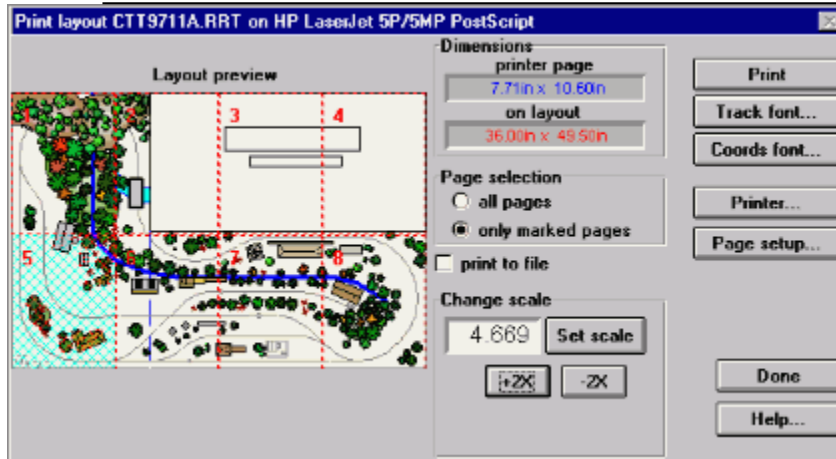 Print layout CTT9711A.RRT on HP LaserJet 5P/5MP PostScript
Layout preview
1
2
3
4
5
6
7
8
Dimensions
printer page
7.71in x 10.60in
on layout
36.00in x 49.50in
Page selection
all pages
only marked pages
print to file
Change scale
4.669
Set scale
+2X
-2X
Print
Track font...
Coords font...
Printer...
Page setup...
Done
Help...